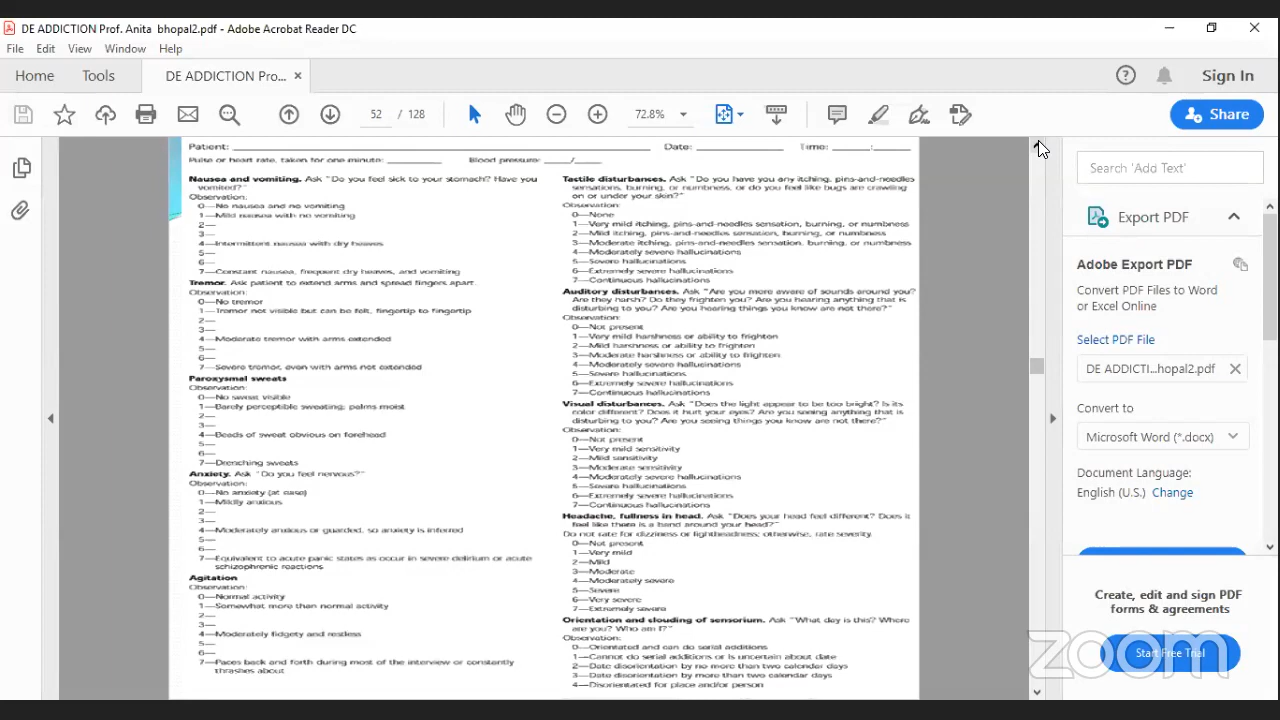 DE ADDICTION Prof. Anita bhopal2.pdf - Adobe Acrobat Reader DC
File Edit View Window Help
Home Tools DE ADDICTION Pro... × Sign In
52 / 128 72.8% Share
Patient: Date: Time: :
Pulse or heart rate, taken for one minute: Blood pressure: /
Nausea and vomiting. Ask "Do you feel sick to your stomach? Have you
vomited?"
Observation:
0—No nausea and no vomiting
1—Mild nausea with no vomiting
2—
3—
4—Intermittent nausea with dry heaves
5—
6—
7—Constant nausea, frequent dry heaves, and vomiting
Tremor. Ask patient to extend arms and spread fingers apart.
Observation:
0—No tremor
1—Tremor not visible but can be felt, fingertip to fingertip
2—
3—
4—Moderate tremor with arms extended
5—
6—
7—Severe tremor, even with arms not extended
Paroxysmal sweats
Observation:
0—No sweat visible
1—Barely perceptible sweating; palms moist
2—
3—
4—Beads of sweat obvious on forehead
5—
6—
7—Drenching sweats
Anxiety. Ask "Do you feel nervous?"
Observation:
0—No anxiety (at ease)
1—Mildly anxious
2—
3—
4—Moderately anxious or guarded, so anxiety is inferred
5—
6—
7—Equivalent to acute panic states as occur in severe delirium or acute
schizophrenic reactions
Agitation
Observation:
0—Normal activity
1—Somewhat more than normal activity
2—
3—
4—Moderately fidgety and restless
5—
6—
7—Paces back and forth during most of the interview or constantly
thrashes about
Tactile disturbances. Ask "Do you have you any itching, pins-and-needles
sensations, burning, or numbness, or do you feel like bugs are crawling
on or under your skin?"
Observation:
0—None
1—Very mild itching, pins-and-needles sensation, burning, or numbness
2—Mild itching, pins-and-needles sensation, burning, or numbness
3—Moderate itching, pins-and-needles sensation, burning, or numbness
4—Moderately severe hallucinations
5—Severe hallucinations
6—Extremely severe hallucinations
7—Continuous hallucinations
Auditory disturbances. Ask "Are you more aware of sounds around you?
Are they harsh? Do they frighten you? Are you hearing anything that is
disturbing to you? Are you hearing things you know are not there?"
Observation:
0—Not present
1—Very mild harshness or ability to frighten
2—Mild harshness or ability to frighten
3—Moderate harshness or ability to frighten
4—Moderately severe hallucinations
5—Severe hallucinations
6—Extremely severe hallucinations
7—Continuous hallucinations
Visual disturbances. Ask "Does the light appear to be too bright? Is its
color different? Does it hurt your eyes? Are you seeing anything that is
disturbing to you? Are you seeing things you know are not there?"
Observation:
0—Not present
1—Very mild sensitivity
2—Mild sensitivity
3—Moderate sensitivity
4—Moderately severe hallucinations
5—Severe hallucinations
6—Extremely severe hallucinations
7—Continuous hallucinations
Headache, fullness in head. Ask "Does your head feel different? Does it
feel like there is a band around your head?"
Do not rate for dizziness or lightheadedness; otherwise, rate severity.
0—Not present
1—Very mild
2—Mild
3—Moderate
4—Moderately severe
5—Severe
6—Very severe
7—Extremely severe
Orientation and clouding of sensorium. Ask "What day is this? Where
are you? Who am I?"
Observation:
0—Orientated and can do serial additions
1—Cannot do serial additions or is uncertain about date
2—Date disorientation by no more than two calendar days
3—Date disorientation by more than two calendar days
4—Disorientated for place and/or person
Search 'Add Text'
Export PDF
Adobe Export PDF
Convert PDF Files to Word
or Excel Online
Select PDF File
DE ADDICTI...hopal2.pdf ×
Convert to
Microsoft Word (*.docx)
Document Language:
English (U.S.) Change
Create, edit and sign PDF
forms & agreements
Start Free Trial
zoom